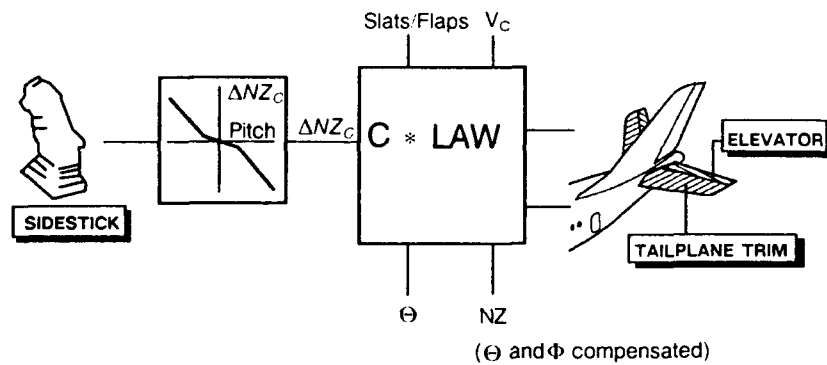 Slats/Flaps V_C
ΔNZ_C
Pitch
ΔNZ_C
C * LAW
ELEVATOR
SIDESTICK
TAILPLANE TRIM
Θ NZ
(Θ and Φ compensated)